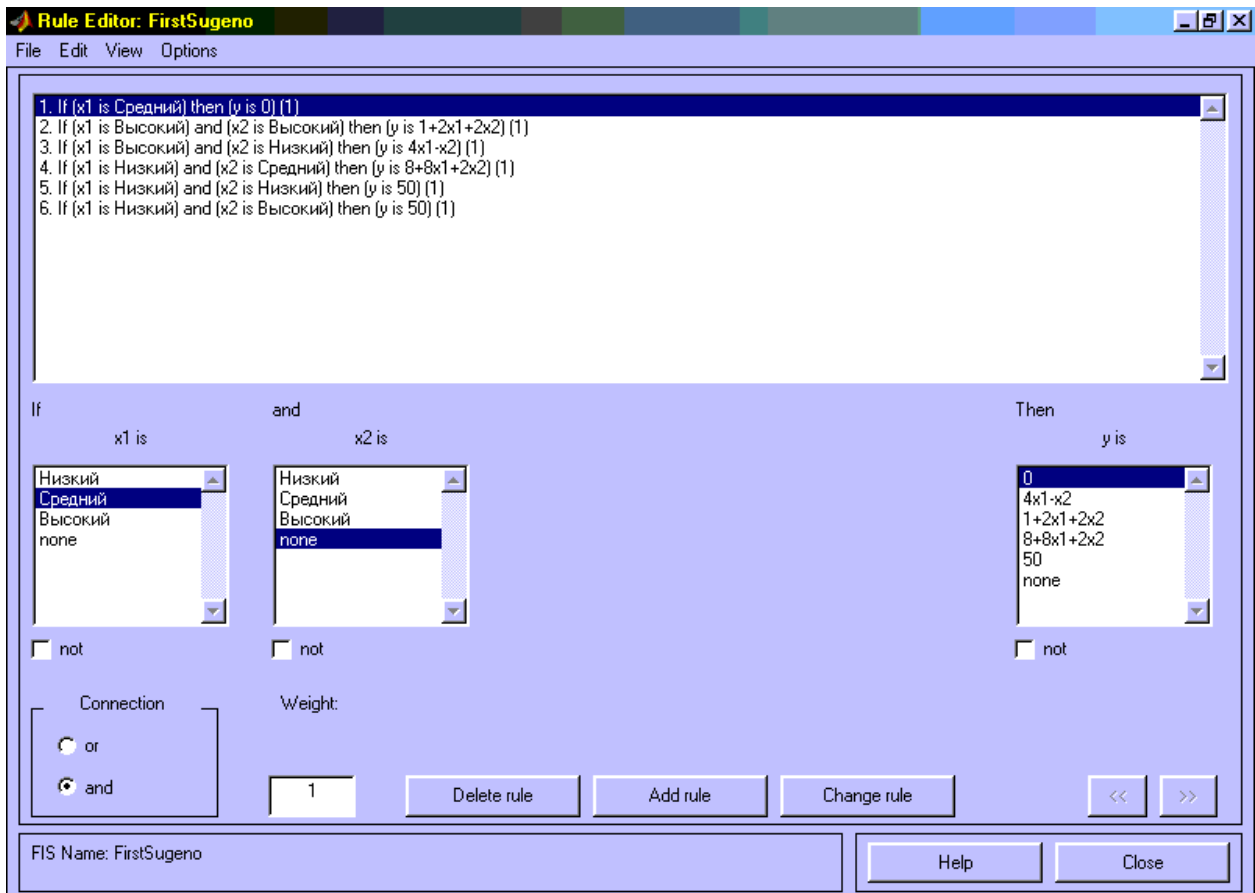 Rule Editor: FirstSugeno
File Edit View Options
1. If (x1 is Средний) then (y is 0) (1)
2. If (x1 is Высокий) and (x2 is Высокий) then (y is 1+2x1+2x2) (1)
3. If (x1 is Высокий) and (x2 is Низкий) then (y is 4x1-x2) (1)
4. If (x1 is Низкий) and (x2 is Средний) then (y is 8+8x1+2x2) (1)
5. If (x1 is Низкий) and (x2 is Низкий) then (y is 50) (1)
6. If (x1 is Низкий) and (x2 is Высокий) then (y is 50) (1)
If and Then
x1 is x2 is y is
Низкий
Средний
Высокий
none
Низкий
Средний
Высокий
none
0
4x1-x2
1+2x1+2x2
8+8x1+2x2
50
none
not not not
Connection Weight:
or
and 1 Delete rule Add rule Change rule << >>
FIS Name: FirstSugeno Help Close